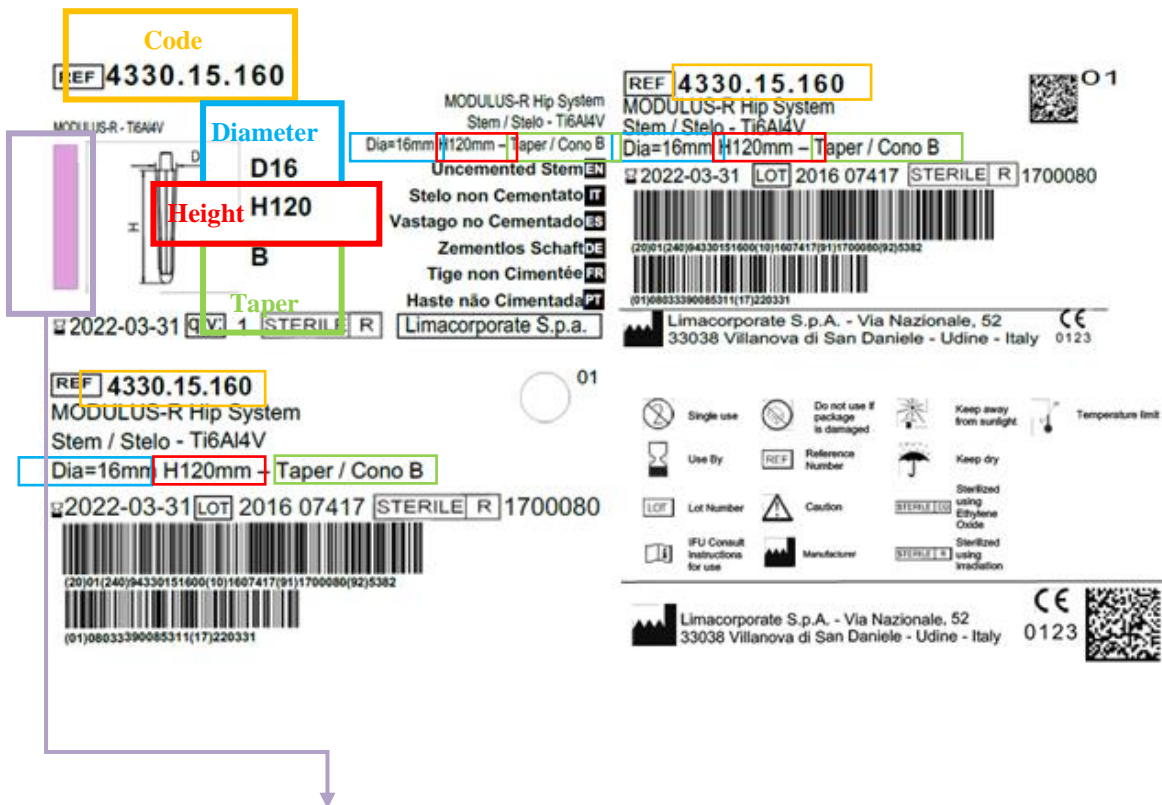 Code
REF 4330.15.160
MODULUS-R - Ti6Al4V
Diameter
D
D16
Height
H120
H
B
Taper
MODULUS-R Hip System
Stem / Stelo - Ti6Al4V
Dia=16mm H120mm – Taper / Cono B
Uncemented Stem EN
Stelo non Cementato IT
Vastago no Cementado ES
Zementlos Schaft DE
Tige non Cimentée FR
Haste não Cimentada PT
2022-03-31 qty: 1 STERILE R Limacorporate S.p.a.
REF 4330.15.160
01
MODULUS-R Hip System
Stem / Stelo - Ti6Al4V
Dia=16mm H120mm – Taper / Cono B
2022-03-31 LOT 2016 07417 STERILE R 1700080
(20)01(240)94330151600(10)1607417(91)1700080(92)5382
(01)08033390085311(17)220331
Limacorporate S.p.A. - Via Nazionale, 52
33038 Villanova di San Daniele - Udine - Italy
CE
0123
REF 4330.15.160
01
MODULUS-R Hip System
Stem / Stelo - Ti6Al4V
Dia=16mm H120mm – Taper / Cono B
2022-03-31 LOT 2016 07417 STERILE R 1700080
(20)01(240)94330151600(10)1607417(91)1700080(92)5382
(01)08033390085311(17)220331
2 Single use
Do not use if
package
is damaged
Keep away
from sunlight
Temperature limit
Use By
REF Reference
Number
Keep dry
LOT Lot Number
Caution
STERILE EO Sterilized
using
Ethylene
Oxide
i IFU Consult
Instructions
for use
Manufacturer
STERILE R Sterilized
using
Irradiation
Limacorporate S.p.A. - Via Nazionale, 52
33038 Villanova di San Daniele - Udine - Italy
CE
0123